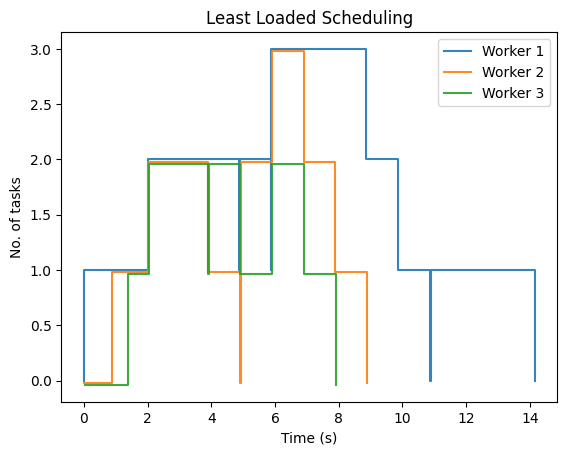 Least Loaded Scheduling
Worker 1
Worker 2
Worker 3
No. of tasks
3.0
2.5
2.0
1.5
1.0
0.5
0.0
0 2 4 6 8 10 12 14
Time (s)